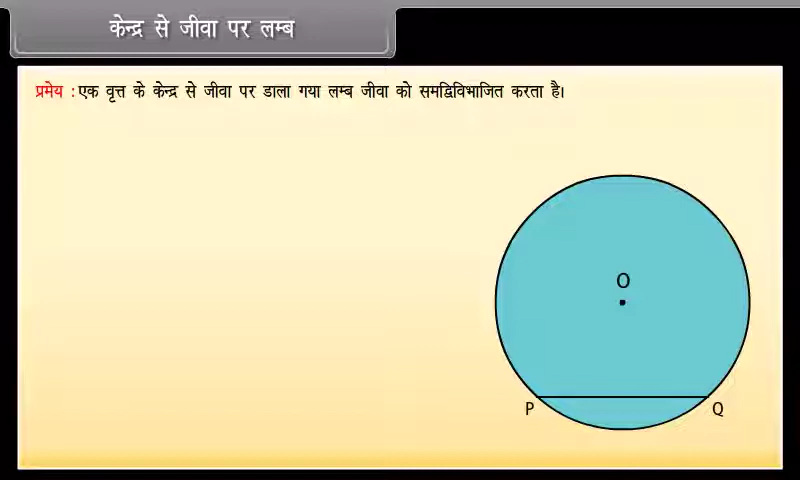 केन्द्र से जीवा पर लम्ब
प्रमेय : एक वृत्त के केन्द्र से जीवा पर डाला गया लम्ब जीवा को समद्विविभाजित करता है।
O
P Q